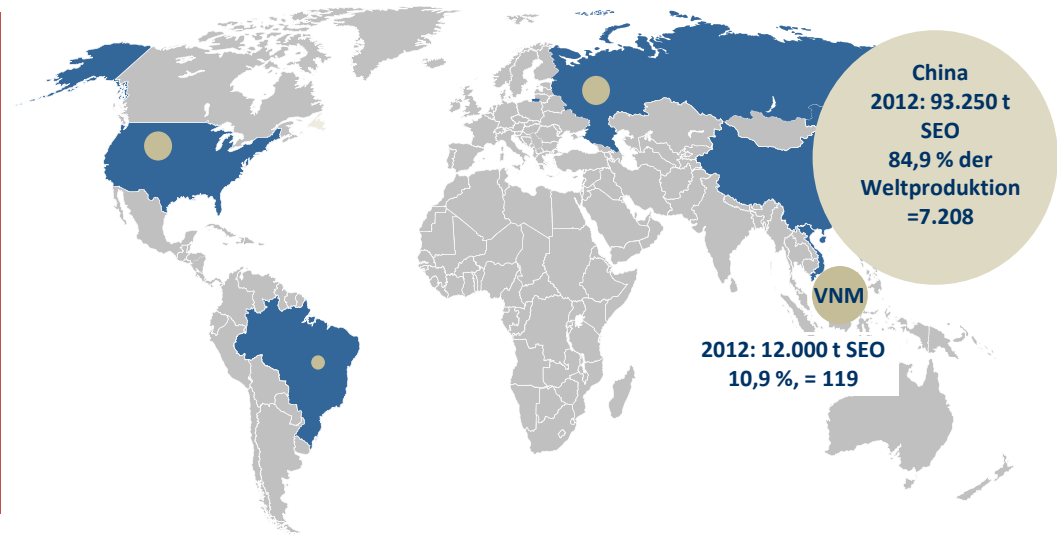 China
2012: 93.250 t
SEO
84,9 % der
Weltproduktion
=7.208
VNM
2012: 12.000 t SEO
10,9 %, = 119